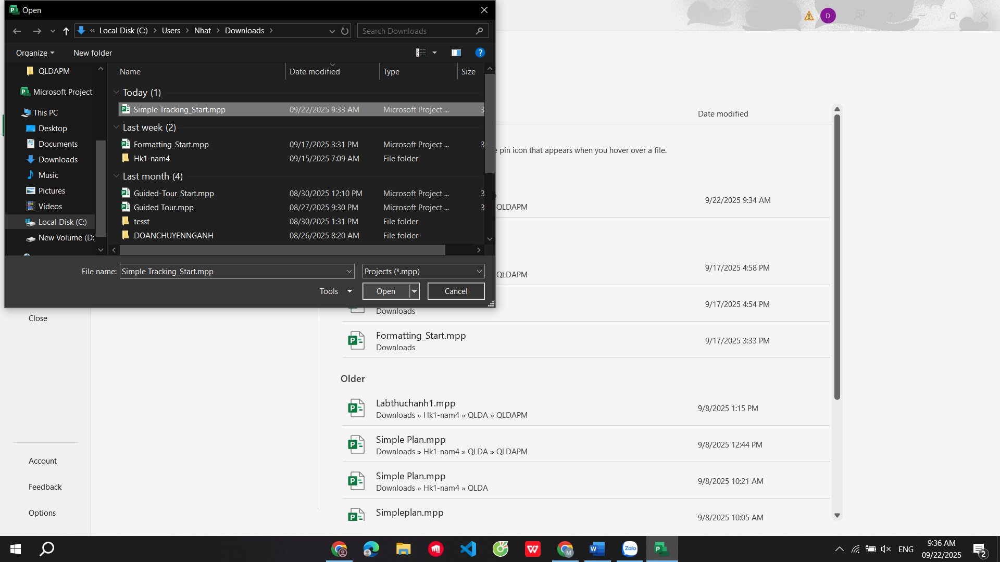 Open
Local Disk (C:) Users Nhat Downloads
Search Downloads
Organize New folder
D
QLDAPM
Microsoft Project
This PC
Desktop
Documents
Downloads
Music
Pictures
Videos
Local Disk (C:)
New Volume (D:)
Name Date modified Type Size
Today (1)
Simple Tracking_Start.mpp 09/22/2025 9:33 AM Microsoft Project ... 3
Last week (2)
Formatting_Start.mpp 09/17/2025 3:31 PM Microsoft Project ... 3
Hk1-nam4 09/15/2025 7:09 AM File folder
Last month (4)
Guided-Tour_Start.mpp 08/30/2025 12:10 PM Microsoft Project ... 3
Guided Tour.mpp 08/27/2025 9:30 PM Microsoft Project ... 3
tesst 08/30/2025 1:31 PM File folder
DOANCHUYENNGANH 08/26/2025 8:20 AM File folder
File name: Simple Tracking_Start.mpp Projects (*.mpp)
Tools Open Cancel
Date modified
pin icon that appears when you hover over a file.
QLDAPM 9/22/2025 9:34 AM
QLDAPM 9/17/2025 4:58 PM
Downloads 9/17/2025 4:54 PM
Formatting_Start.mpp 9/17/2025 3:33 PM
Downloads
Older
Labthuchanh1.mpp 9/8/2025 1:15 PM
Downloads » Hk1-nam4 » QLDA » QLDAPM
Simple Plan.mpp 9/8/2025 12:44 PM
Downloads » Hk1-nam4 » QLDA » QLDAPM
Simple Plan.mpp 9/8/2025 10:21 AM
Downloads » Hk1-nam4 » QLDA
Simpleplan.mpp 9/8/2025 10:05 AM
Close
Account
Feedback
Options
Zalo
ENG
9:36 AM
09/22/2025
2